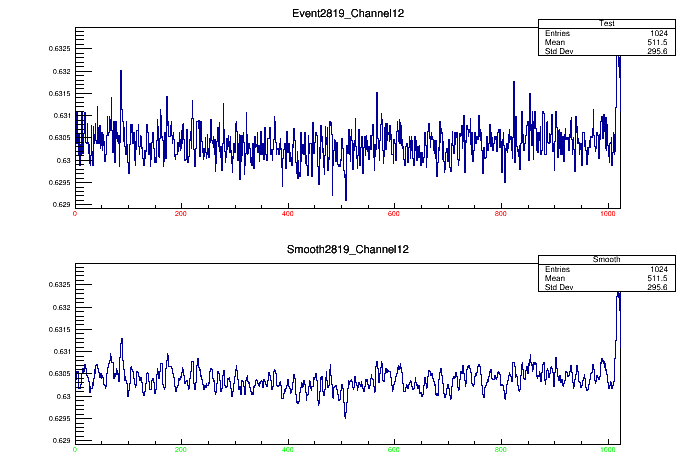 Event2819_Channel12
Test
Entries 1024
Mean 511.5
Std Dev 295.6
0.6325
0.632
0.6315
0.631
0.6305
0.63
0.6295
0.629
0 200 400 600 800 1000
Smooth2819_Channel12
Smooth
Entries 1024
Mean 511.5
Std Dev 295.6
0.6325
0.632
0.6315
0.631
0.6305
0.63
0.6295
0.629
0 200 400 600 800 1000